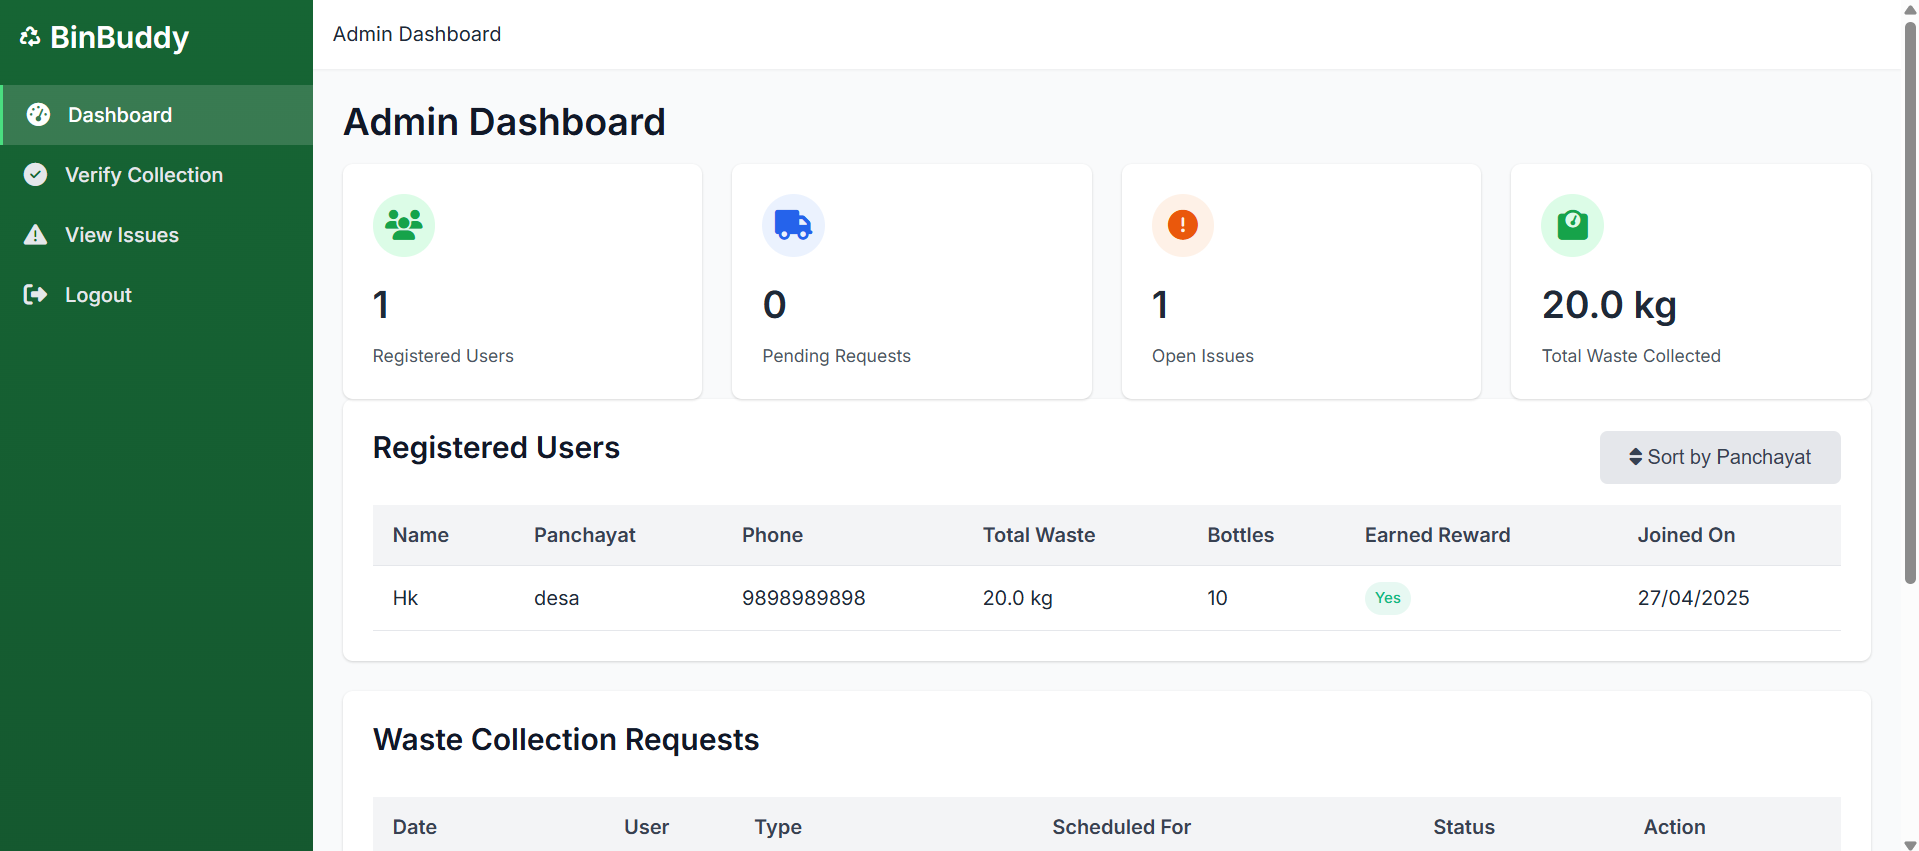 BinBuddy
Dashboard
Verify Collection
View Issues
Logout
Admin Dashboard
Admin Dashboard
1
Registered Users
0
Pending Requests
1
Open Issues
20.0 kg
Total Waste Collected
Registered Users
Sort by Panchayat
Name Panchayat Phone Total Waste Bottles Earned Reward Joined On
Hk desa 9898989898 20.0 kg 10 Yes 27/04/2025
Waste Collection Requests
Date User Type Scheduled For Status Action